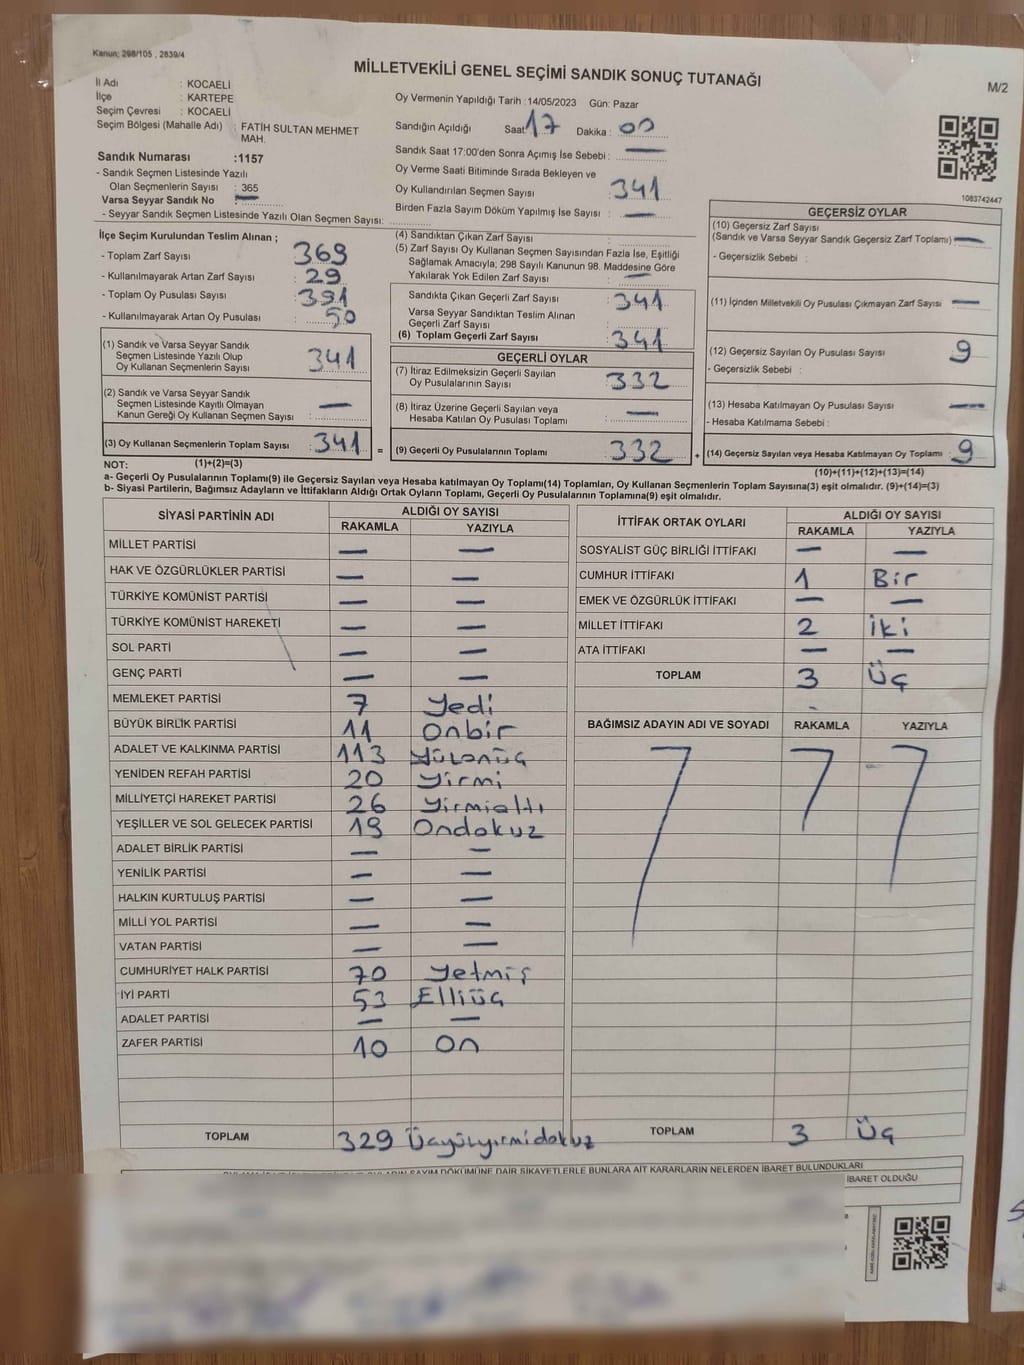 Kanun; 298/105 , 2839/4
MİLLETVEKİLİ GENEL SEÇİMİ SANDIK SONUÇ TUTANAĞI
M/2
İl Adı : KOCAELİ
İlçe : KARTEPE
Seçim Çevresi : KOCAELİ
Seçim Bölgesi (Mahalle Adı) : FATİH SULTAN MEHMET MAH.
Sandık Numarası :1157
- Sandık Seçmen Listesinde Yazılı
Olan Seçmenlerin Sayısı : 365
Varsa Seyyar Sandık No : —
- Seyyar Sandık Seçmen Listesinde Yazılı Olan Seçmen Sayısı:
Oy Vermenin Yapıldığı Tarih :14/05/2023 Gün: Pazar
Sandığın Açıldığı Saat: 17 Dakika : 00
Sandık Saat 17:00'den Sonra Açımış İse Sebebi : —
Oy Verme Saati Bitiminde Sırada Bekleyen ve
Oy Kullandırılan Seçmen Sayısı 341
Birden Fazla Sayım Döküm Yapılmış İse Sayısı : —
1083742447
İlçe Seçim Kurulundan Teslim Alınan ;
- Toplam Zarf Sayısı : 369
- Kullanılmayarak Artan Zarf Sayısı : 29
- Toplam Oy Pusulası Sayısı : 391
- Kullanılmayarak Artan Oy Pusulası : 50
(1) Sandık ve Varsa Seyyar Sandık
Seçmen Listesinde Yazılı Olup
Oy Kullanan Seçmenlerin Sayısı : 341
(2) Sandık ve Varsa Seyyar Sandık
Seçmen Listesinde Kayıtlı Olmayan
Kanun Gereği Oy Kullanan Seçmen Sayısı : —
(3) Oy Kullanan Seçmenlerin Toplam Sayısı : 341 =
(4) Sandıktan Çıkan Zarf Sayısı :
(5) Zarf Sayısı Oy Kullanan Seçmen Sayısından Fazla İse, Eşitliği
Sağlamak Amacıyla; 298 Sayılı Kanunun 98. Maddesine Göre
Yakılarak Yok Edilen Zarf Sayısı : —
Sandıkta Çıkan Geçerli Zarf Sayısı : 341
Varsa Seyyar Sandıktan Teslim Alınan
Geçerli Zarf Sayısı :
(6) Toplam Geçerli Zarf Sayısı : 341
GEÇERLİ OYLAR
(7) İtiraz Edilmeksizin Geçerli Sayılan
Oy Pusulalarının Sayısı : 332
(8) İtiraz Üzerine Geçerli Sayılan veya
Hesaba Katılan Oy Pusulası Toplamı : —
(9) Geçerli Oy Pusulalarının Toplamı : 332 +
GEÇERSİZ OYLAR
(10) Geçersiz Zarf Sayısı
(Sandık ve Varsa Seyyar Sandık Geçersiz Zarf Toplamı) —
- Geçersizlik Sebebi :
(11) İçinden Milletvekili Oy Pusulası Çıkmayan Zarf Sayısı —
(12) Geçersiz Sayılan Oy Pusulası Sayısı : 9
- Geçersizlik Sebebi :
(13) Hesaba Katılmayan Oy Pusulası Sayısı —
- Hesaba Katılmama Sebebi :
(14) Geçersiz Sayılan veya Hesaba Katılmayan Oy Toplamı : 9
NOT: (1)+(2)=(3)
(10)+(11)+(12)+(13)=(14)
a- Geçerli Oy Pusulasının Toplamı(9) ile Geçersiz Sayılan veya Hesaba katılmayan Oy Toplamı(14) Toplamları, Oy Kullanan Seçmenlerin Toplam Sayısına(3) eşit olmalıdır. (9)+(14)=(3)
b- Siyasi Partilerin, Bağımsız Adayların ve İttifakların Aldığı Ortak Oyların Toplamı, Geçerli Oy Pusulalarının Toplamına(9) eşit olmalıdır.
SİYASİ PARTİNİN ADI ALDIĞI OY SAYISI
RAKAMLA YAZIYLA
MİLLET PARTİSİ — —
HAK VE ÖZGÜRLÜKLER PARTİSİ — —
TÜRKİYE KOMÜNİST PARTİSİ — —
TÜRKİYE KOMÜNİST HAREKETİ — —
SOL PARTİ — —
GENÇ PARTİ — —
MEMLEKET PARTİSİ 7 Yedi
BÜYÜK BİRLİK PARTİSİ 11 Onbir
ADALET VE KALKINMA PARTİSİ 113 Yüzonüç
YENİDEN REFAH PARTİSİ 20 Yirmi
MİLLİYETÇİ HAREKET PARTİSİ 26 Yirmialtı
YEŞİLLER VE SOL GELECEK PARTİSİ 19 Ondokuz
ADALET BİRLİK PARTİSİ — —
YENİLİK PARTİSİ — —
HALKIN KURTULUŞ PARTİSİ — —
MİLLİ YOL PARTİSİ — —
VATAN PARTİSİ — —
CUMHURİYET HALK PARTİSİ 70 Yetmiş
İYİ PARTİ 53 Elliüç
ADALET PARTİSİ — —
ZAFER PARTİSİ 10 On
TOPLAM 329 Üçyüzyirmidokuz
İTTİFAK ORTAK OYLARI ALDIĞI OY SAYISI
RAKAMLA YAZIYLA
SOSYALİST GÜÇ BİRLİĞİ İTTİFAKI — —
CUMHUR İTTİFAKI 1 Bir
EMEK VE ÖZGÜRLÜK İTTİFAKI — —
MİLLET İTTİFAKI 2 İki
ATA İTTİFAKI — —
TOPLAM 3 Üç
BAĞIMSIZ ADAYIN ADI VE SOYADI RAKAMLA YAZIYLA
TOPLAM 3 Üç
SAYIM DÖKÜMÜNE DAİR ŞİKAYETLERLE BUNLARA AİT KARARLARIN NELERDEN İBARET BULUNDUKLARI
İBARET OLDUĞU